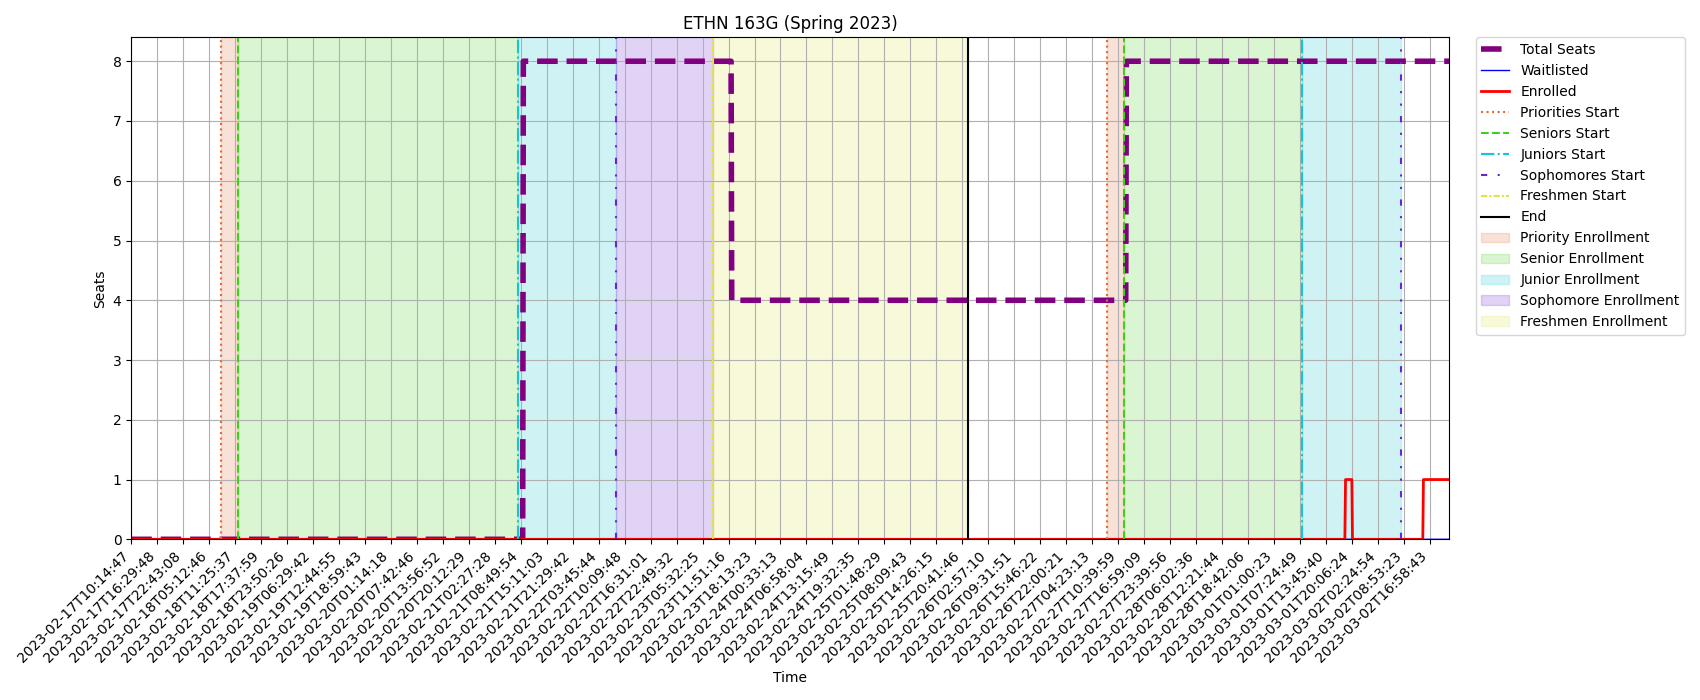 ETHN 163G (Spring 2023)
Seats
8
7
6
5
4
3
2
1
0
2023-02-17T10:14:47
2023-02-17T16:29:48
2023-02-17T22:43:08
2023-02-18T05:12:46
2023-02-18T11:25:37
2023-02-18T17:37:59
2023-02-18T23:50:26
2023-02-19T06:29:42
2023-02-19T12:44:55
2023-02-19T18:59:43
2023-02-20T01:14:18
2023-02-20T07:42:46
2023-02-20T13:56:52
2023-02-20T20:12:29
2023-02-21T02:27:28
2023-02-21T08:49:54
2023-02-21T15:11:03
2023-02-21T21:29:42
2023-02-22T03:45:44
2023-02-22T10:09:48
2023-02-22T16:31:01
2023-02-22T22:49:32
2023-02-23T05:32:25
2023-02-23T11:51:16
2023-02-23T18:13:23
2023-02-24T00:33:13
2023-02-24T06:58:04
2023-02-24T13:15:49
2023-02-24T19:32:35
2023-02-25T01:48:29
2023-02-25T08:09:43
2023-02-25T14:26:15
2023-02-25T20:41:46
2023-02-26T02:57:10
2023-02-26T09:31:51
2023-02-26T15:46:22
2023-02-26T22:00:21
2023-02-27T04:23:13
2023-02-27T10:39:59
2023-02-27T16:59:09
2023-02-27T23:39:56
2023-02-28T06:02:36
2023-02-28T12:21:44
2023-02-28T18:42:06
2023-03-01T01:00:23
2023-03-01T07:24:49
2023-03-01T13:45:40
2023-03-01T20:06:24
2023-03-02T02:24:54
2023-03-02T08:53:23
2023-03-02T16:58:43
Time
Total Seats
Waitlisted
Enrolled
Priorities Start
Seniors Start
Juniors Start
Sophomores Start
Freshmen Start
End
Priority Enrollment
Senior Enrollment
Junior Enrollment
Sophomore Enrollment
Freshmen Enrollment